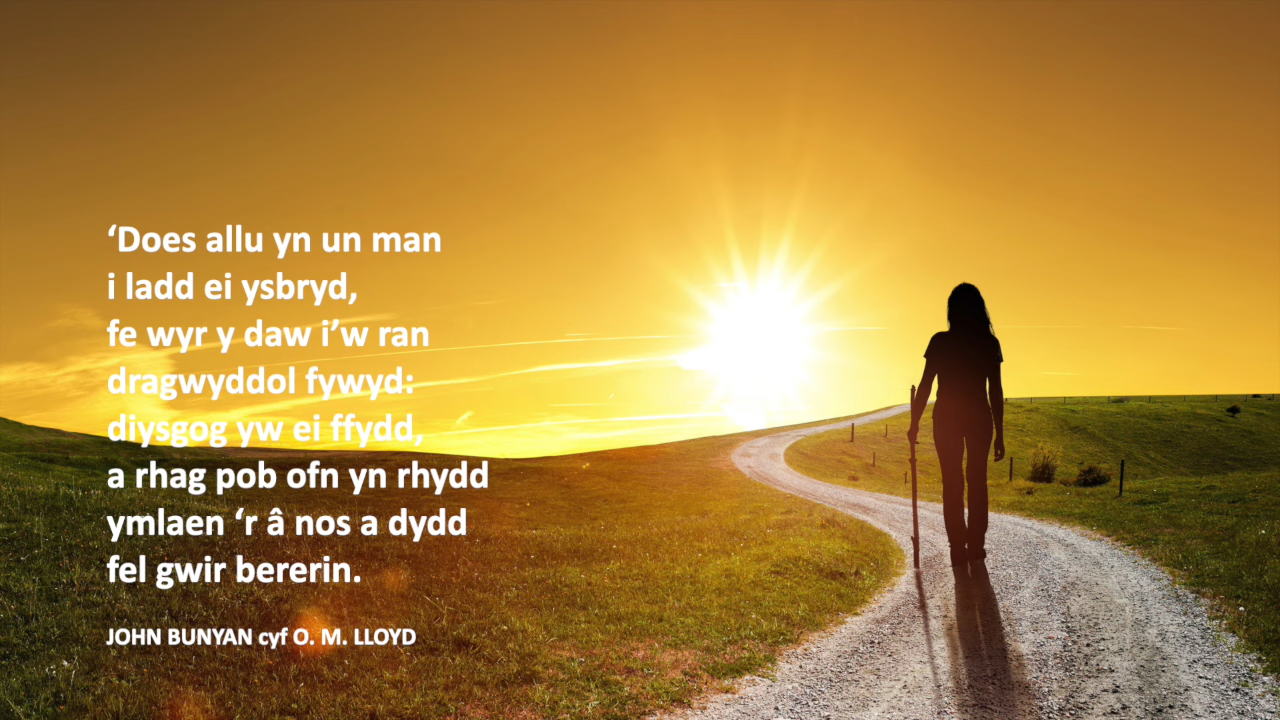 ‘Does allu yn un man
i ladd ei ysbryd,
fe wyr y daw i’w ran
dragwyddol fywyd:
diysgog yw ei ffydd,
a rhag pob ofn yn rhydd
ymlaen ‘r â nos a dydd
fel gwir bererin.
JOHN BUNYAN cyf O. M. LLOYD